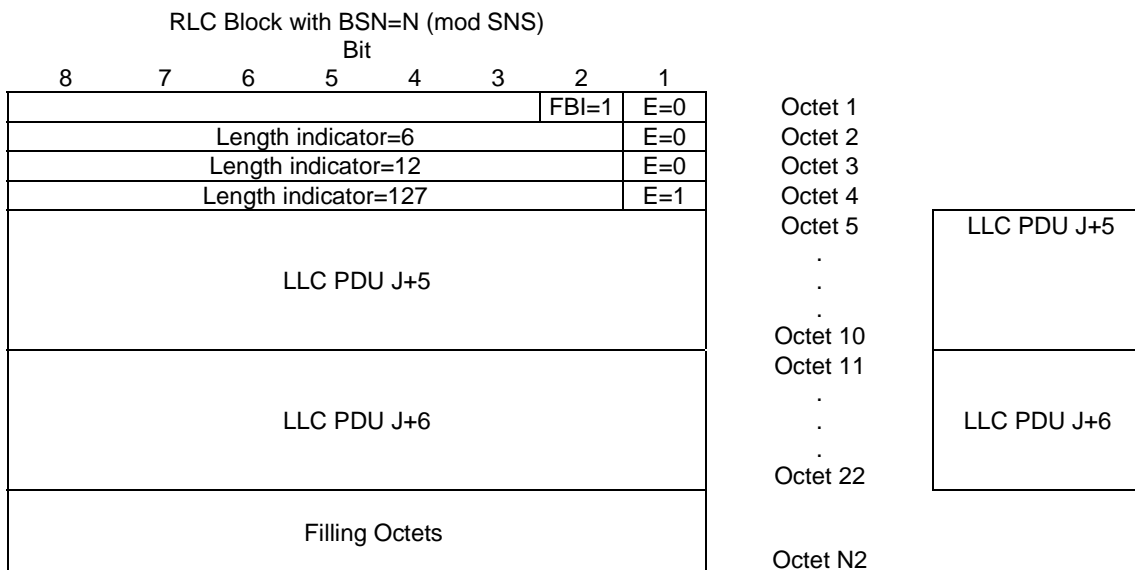 RLC Block with BSN=N (mod SNS)
Bit
8 7 6 5 4 3 2 1
FBI=1 E=0 Octet 1
Length indicator=6 E=0 Octet 2
Length indicator=12 E=0 Octet 3
Length indicator=127 E=1 Octet 4
Octet 5 LLC PDU J+5
.
LLC PDU J+5 .
.
Octet 10
Octet 11
.
LLC PDU J+6 . LLC PDU J+6
.
Octet 22
Filling Octets
Octet N2